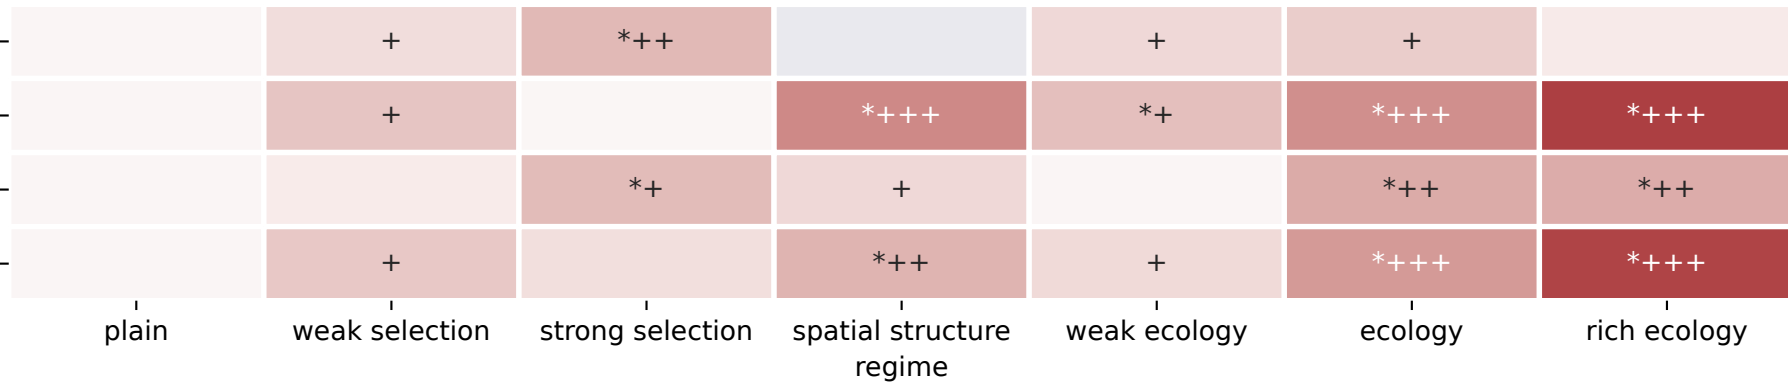 + *++ + +
+ *+++ *+ *+++ *+++
*+ + *++ *++
+ *++ + *+++ *+++
plain weak selection strong selection spatial structure weak ecology ecology rich ecology
regime